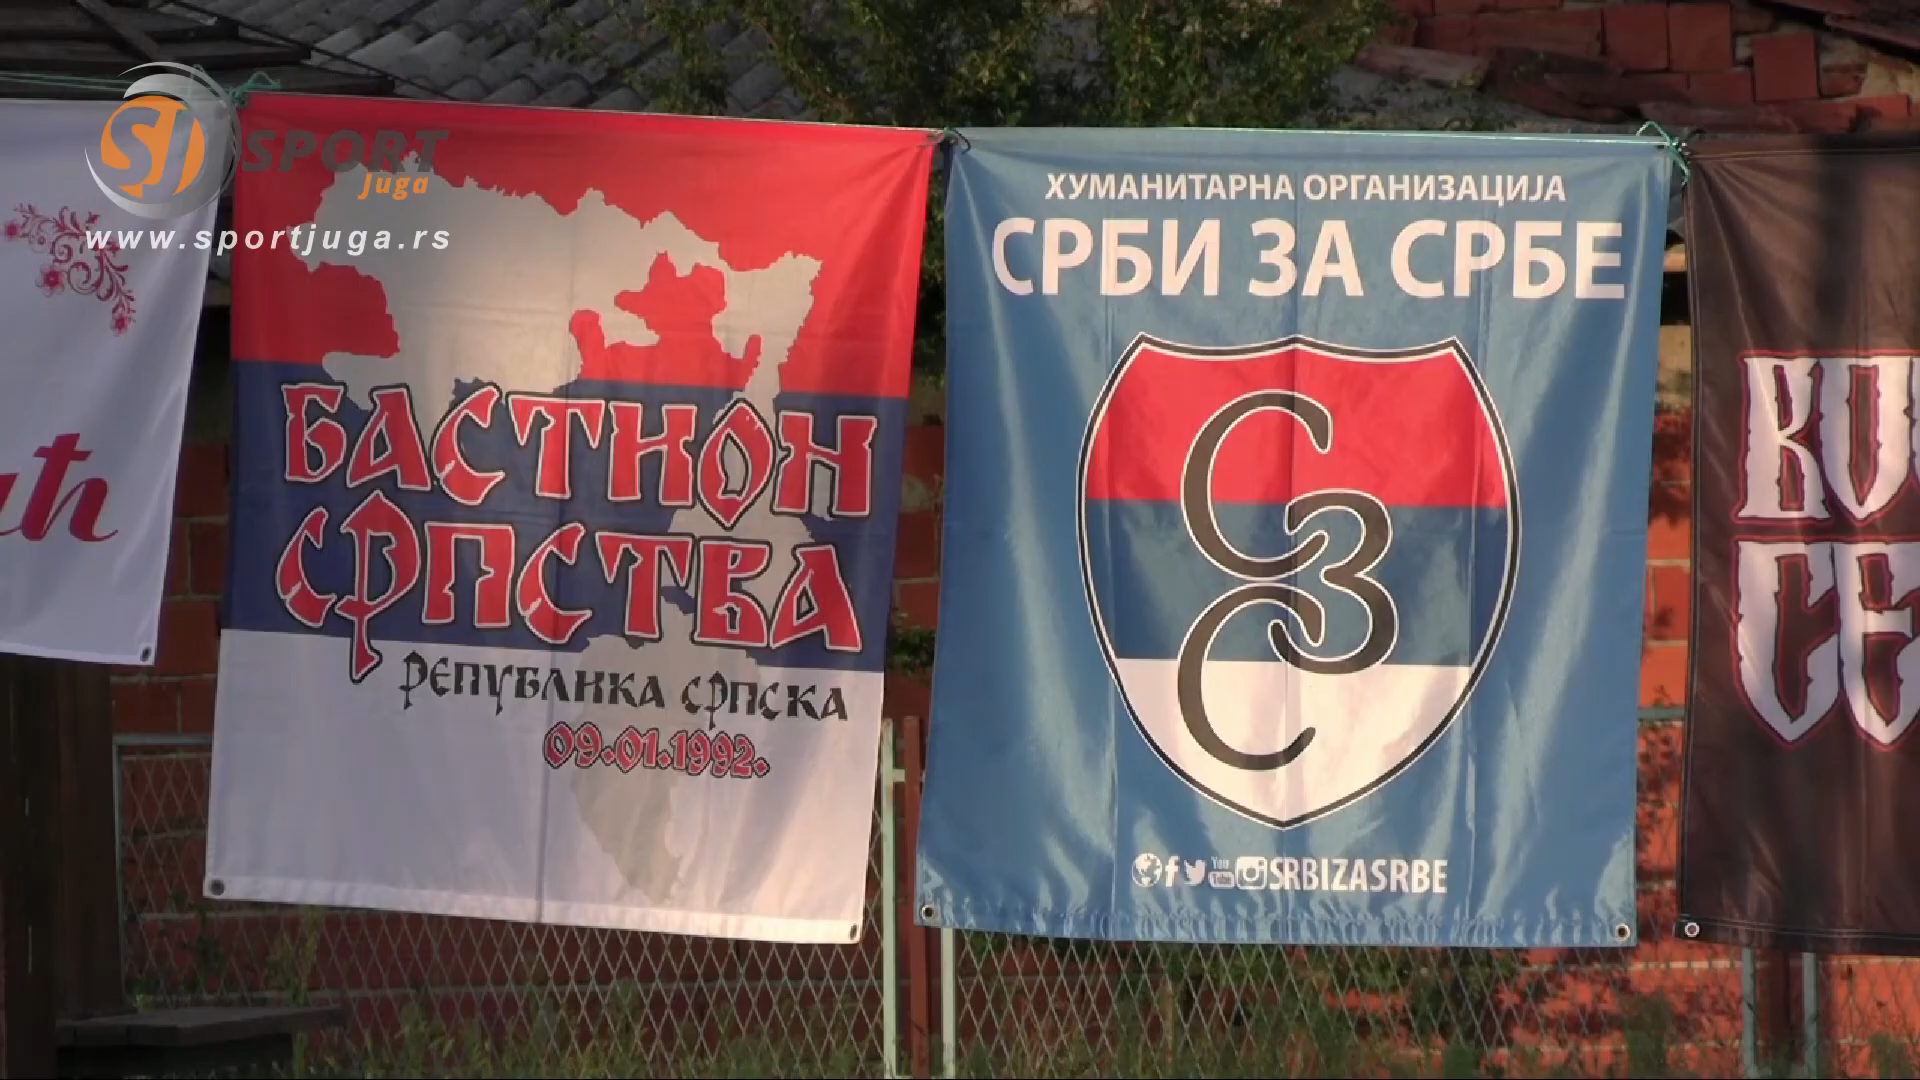 SPORT
Juga
www.sportjuga.rs
БАСТИОН
СРПСТВА
РЕПУБЛИКА СРПСКА
09.01.1992.
ХУМАНИТАРНА ОРГАНИЗАЦИЈА
СРБИ ЗА СРБЕ
СЗС
SRBIZASRBE